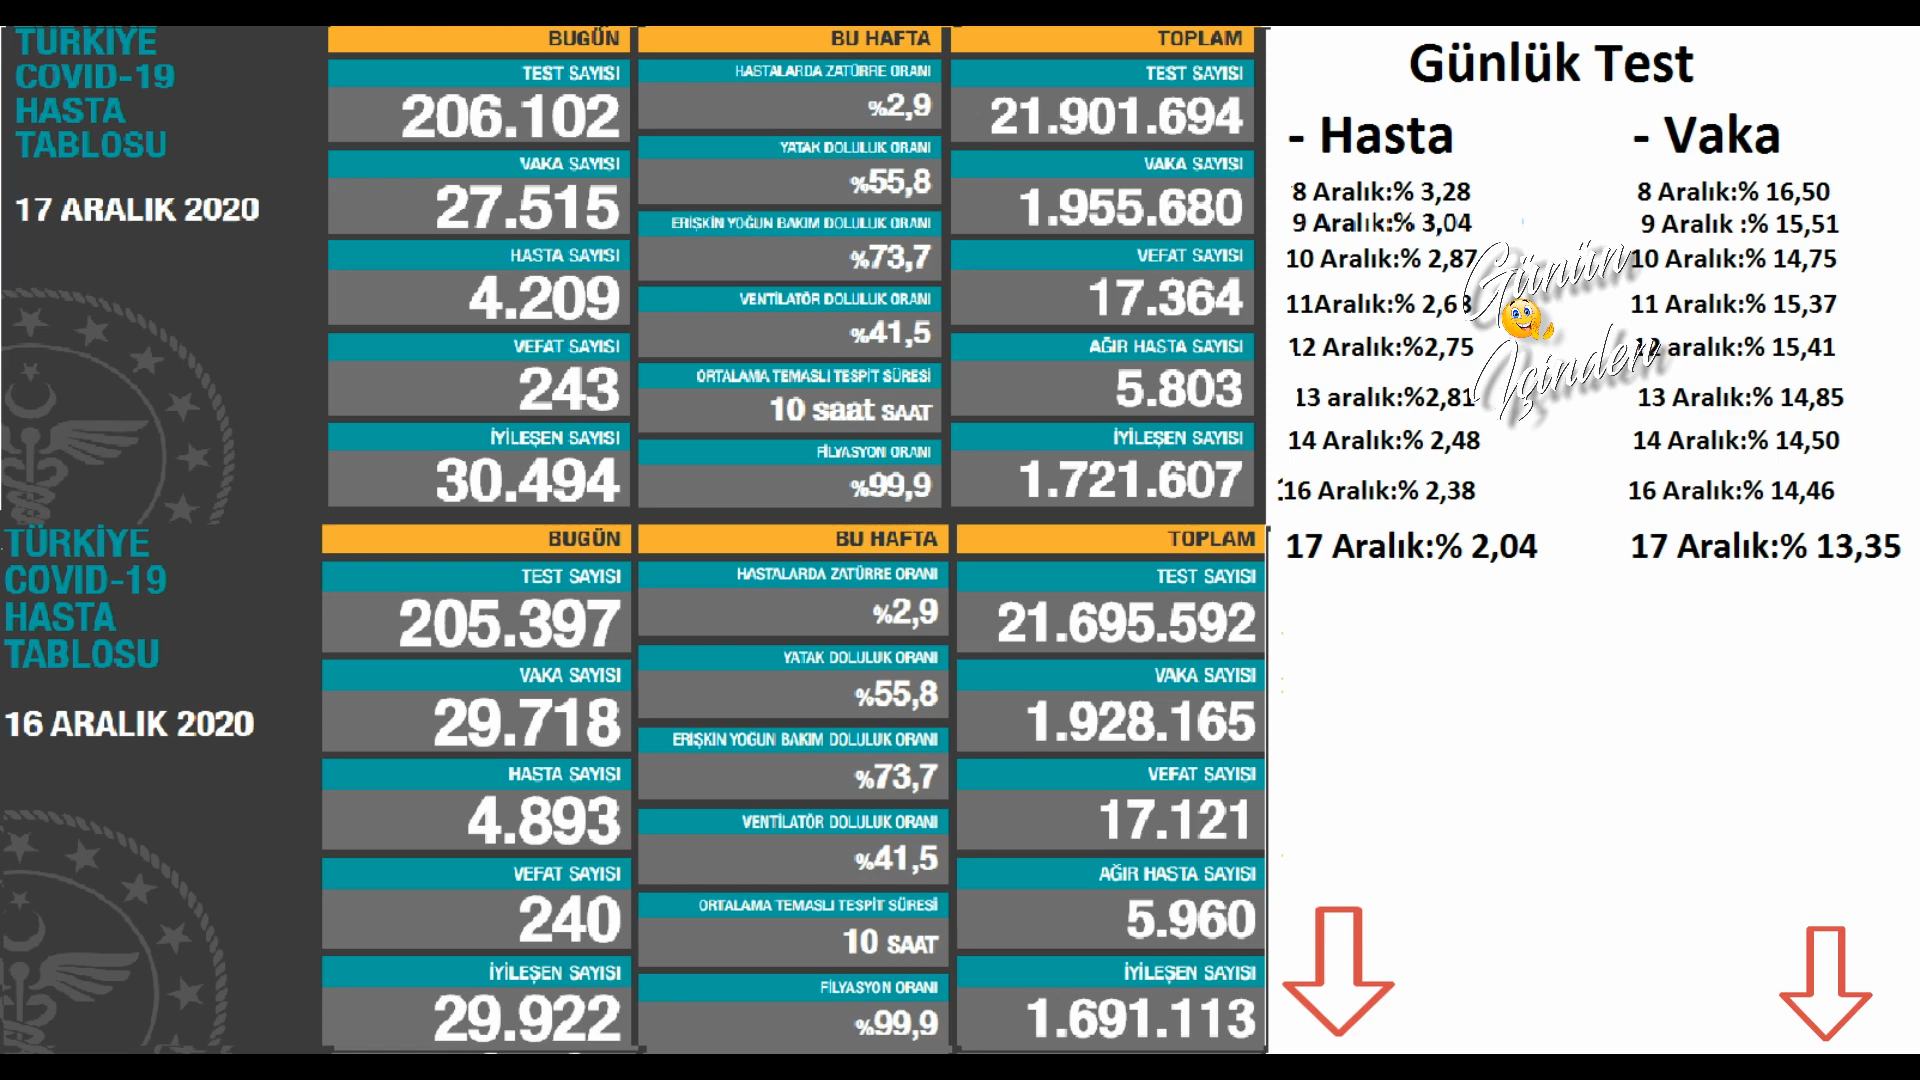 TÜRKİYE
COVID-19
HASTA
TABLOSU
17 ARALIK 2020
BUGÜN
TEST SAYISI
206.102
VAKA SAYISI
27.515
HASTA SAYISI
4.209
VEFAT SAYISI
243
İYİLEŞEN SAYISI
30.494
BU HAFTA
HASTALARDA ZATÜRRE ORANI
%2,9
YATAK DOLULUK ORANI
%55,8
ERİŞKİN YOĞUN BAKIM DOLULUK ORANI
%73,7
VENTİLATÖR DOLULUK ORANI
%41,5
ORTALAMA TEMASLI TESPİT SÜRESİ
10 saat SAAT
FİLYASYON ORANI
%99,9
TOPLAM
TEST SAYISI
21.901.694
VAKA SAYISI
1.955.680
VEFAT SAYISI
17.364
AĞIR HASTA SAYISI
5.803
İYİLEŞEN SAYISI
1.721.607
TÜRKİYE
COVID-19
HASTA
TABLOSU
16 ARALIK 2020
BUGÜN
TEST SAYISI
205.397
VAKA SAYISI
29.718
HASTA SAYISI
4.893
VEFAT SAYISI
240
İYİLEŞEN SAYISI
29.922
BU HAFTA
HASTALARDA ZATÜRRE ORANI
%2,9
YATAK DOLULUK ORANI
%55,8
ERİŞKİN YOĞUN BAKIM DOLULUK ORANI
%73,7
VENTİLATÖR DOLULUK ORANI
%41,5
ORTALAMA TEMASLI TESPİT SÜRESİ
10 SAAT
FİLYASYON ORANI
%99,9
TOPLAM
TEST SAYISI
21.695.592
VAKA SAYISI
1.928.165
VEFAT SAYISI
17.121
AĞIR HASTA SAYISI
5.960
İYİLEŞEN SAYISI
1.691.113
Günlük Test
- Hasta
8 Aralık:% 3,28
9 Aralık:% 3,04
10 Aralık:% 2,87
11Aralık:% 2,68
12 Aralık:%2,75
13 aralık:%2,81
14 Aralık:% 2,48
16 Aralık:% 2,38
17 Aralık:% 2,04
- Vaka
8 Aralık:% 16,50
9 Aralık :% 15,51
10 Aralık:% 14,75
11 Aralık:% 15,37
12 aralık:% 15,41
13 Aralık:% 14,85
14 Aralık:% 14,50
16 Aralık:% 14,46
17 Aralık:% 13,35
Günün
İçinden